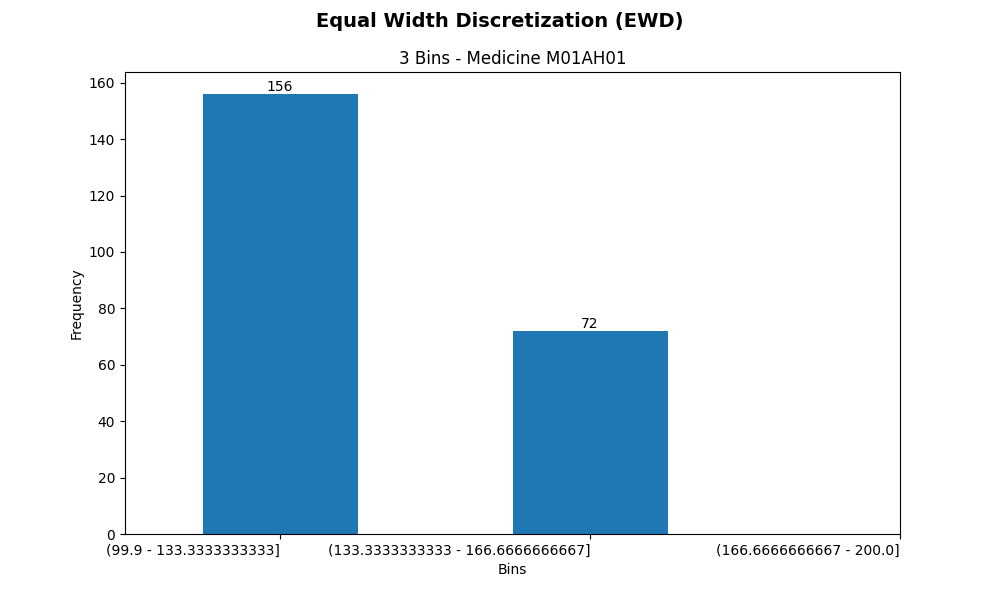 Equal Width Discretization (EWD)
3 Bins - Medicine M01AH01
160
140
120
100
80
60
40
20
0
Frequency
156
72
(99.9 - 133.3333333333]
(133.3333333333 - 166.6666666667]
(166.6666666667 - 200.0]
Bins